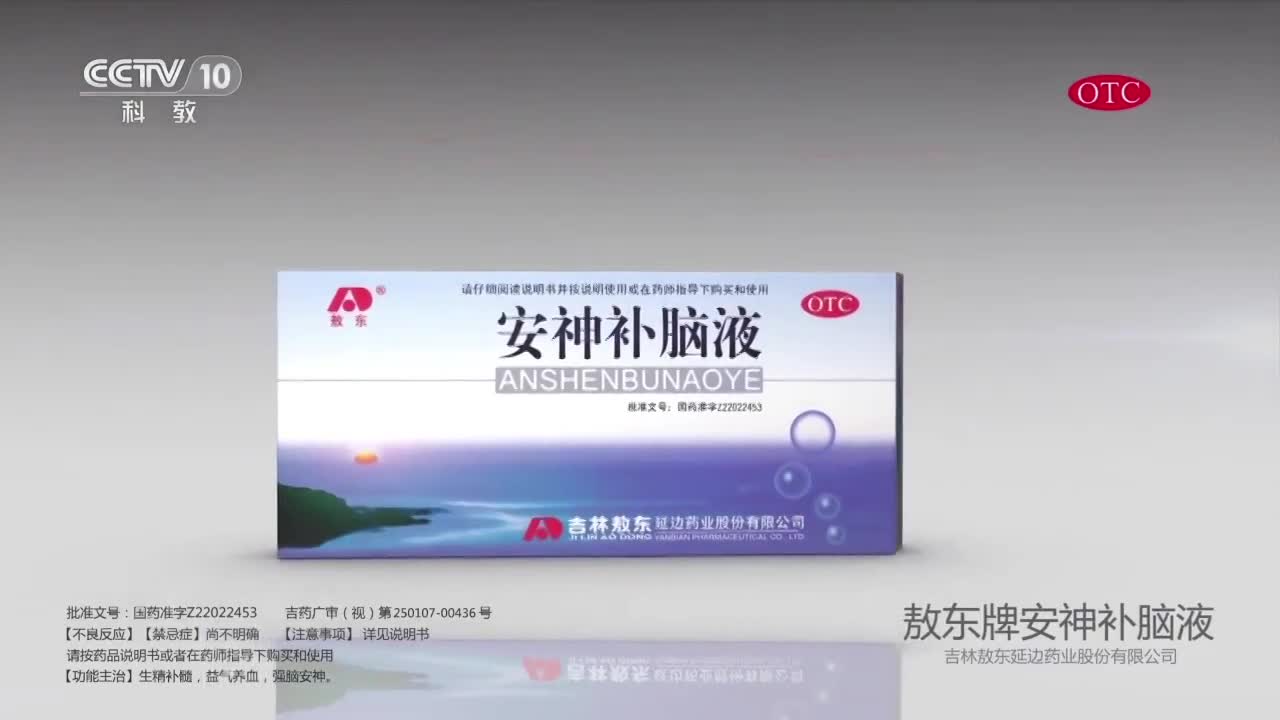 CCTV 10
科 教
OTC
敖东
请仔细阅读说明书并按说明使用或在药师指导下购买和使用
OTC
安神补脑液
ANSHENBUNAOYE
批准文号：国药准字Z22022453
吉林敖东 延边药业股份有限公司
JI LIN AO DONG YANBIAN PHARMACEUTICAL CO., LTD
批准文号：国药准字Z22022453 吉药广审（视）第250107-00436号
【不良反应】【禁忌症】尚不明确 【注意事项】 详见说明书
请按药品说明书或者在药师指导下购买和使用
【功能主治】生精补髓，益气养血，强脑安神。
敖东牌安神补脑液
吉林敖东延边药业股份有限公司